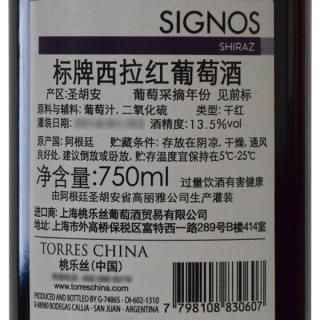 SIGNOS
SHIRAZ
标牌西拉红葡萄酒
产区:圣胡安 葡萄采摘年份 见前标
原料与辅料:葡萄汁,二氧化硫 类型:干红
灌装日期: 酒精度:13.5%vol
原产国:阿根廷 贮藏条件:存放在阴凉,干燥,通风
良好处,建议倒放或卧放,贮存温度宜保持在5℃-25℃
净含量:750ml 过量饮酒有害健康
由阿根廷圣胡安省高丽雅公司生产灌装
进口商:上海桃乐丝葡萄酒贸易有限公司
地址:上海市外高桥保税区富特西一路289号B楼414室
TORRES CHINA
桃乐丝(中国)
www.torreschina.com
PRODUCED AND BOTTLED BY G-74865 - DI-602-1310
BODEGAS CALLIA - SAN JUAN - ARGENTINA
7 798108 830607